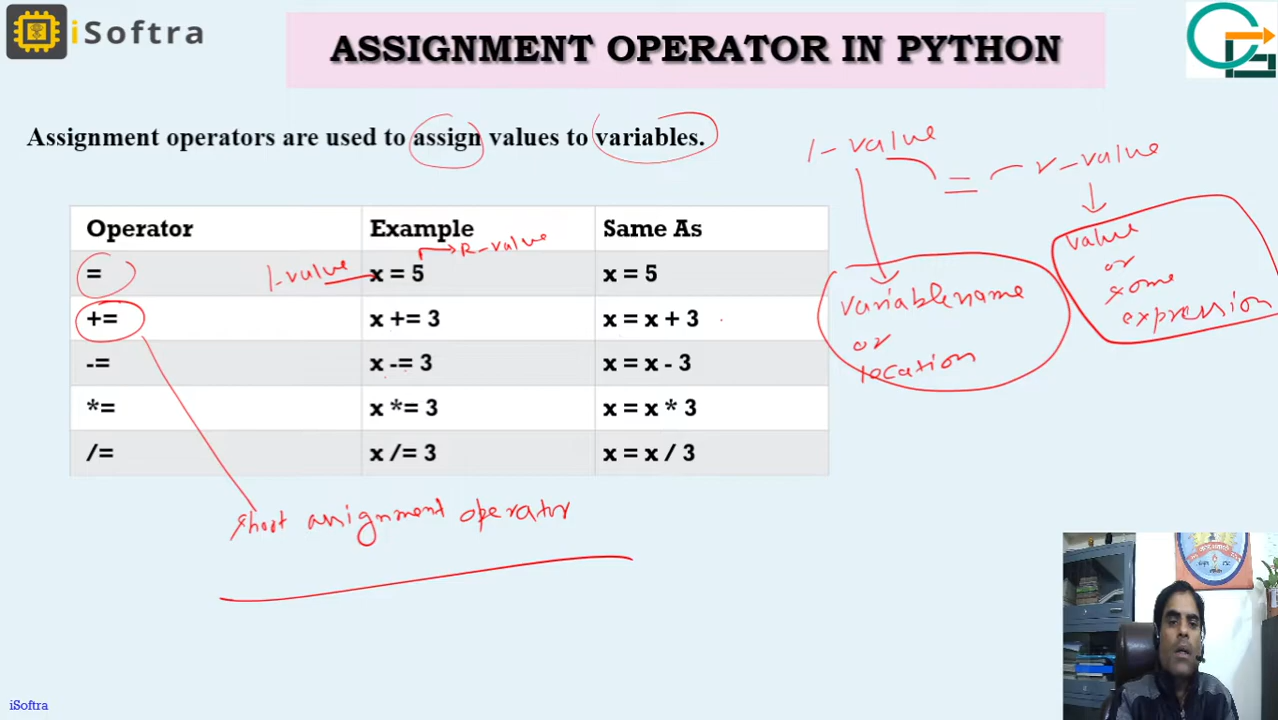 iSoftra
ASSIGNMENT OPERATOR IN PYTHON
Assignment operators are used to assign values to variables.
l-value = r-value
Operator Example Same As
R-value
= l-value x = 5 x = 5
+= x += 3 x = x + 3
-= x -= 3 x = x - 3
*= x *= 3 x = x * 3
/= x /= 3 x = x / 3
variablename
or
location
value
or
some
expression
short assignment operator
iSoftra